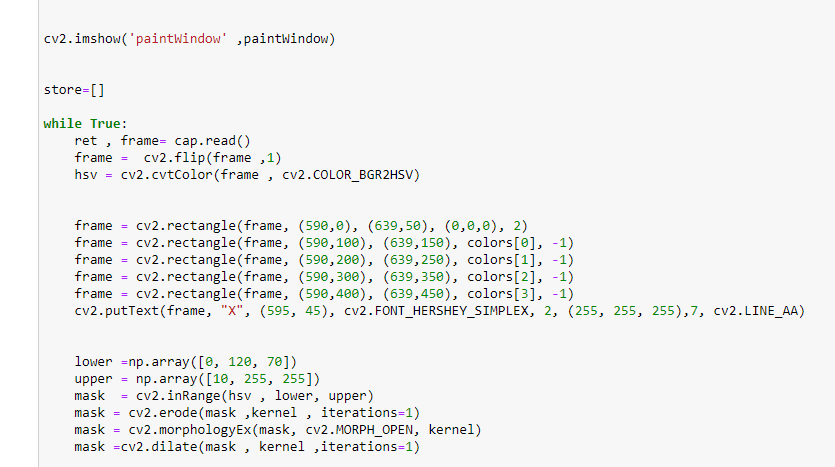 cv2.imshow('paintWindow' ,paintWindow)
store=[]
while True:
ret , frame= cap.read()
frame =  cv2.flip(frame ,1)
hsv = cv2.cvtColor(frame , cv2.COLOR_BGR2HSV)
frame = cv2.rectangle(frame, (590,0), (639,50), (0,0,0), 2)
frame = cv2.rectangle(frame, (590,100), (639,150), colors[0], -1)
frame = cv2.rectangle(frame, (590,200), (639,250), colors[1], -1)
frame = cv2.rectangle(frame, (590,300), (639,350), colors[2], -1)
frame = cv2.rectangle(frame, (590,400), (639,450), colors[3], -1)
cv2.putText(frame, "X", (595, 45), cv2.FONT_HERSHEY_SIMPLEX, 2, (255, 255, 255),7, cv2.LINE_AA)
lower =np.array([0, 120, 70])
upper = np.array([10, 255, 255])
mask  = cv2.inRange(hsv , lower, upper)
mask = cv2.erode(mask ,kernel , iterations=1)
mask = cv2.morphologyEx(mask, cv2.MORPH_OPEN, kernel)
mask =cv2.dilate(mask , kernel ,iterations=1)